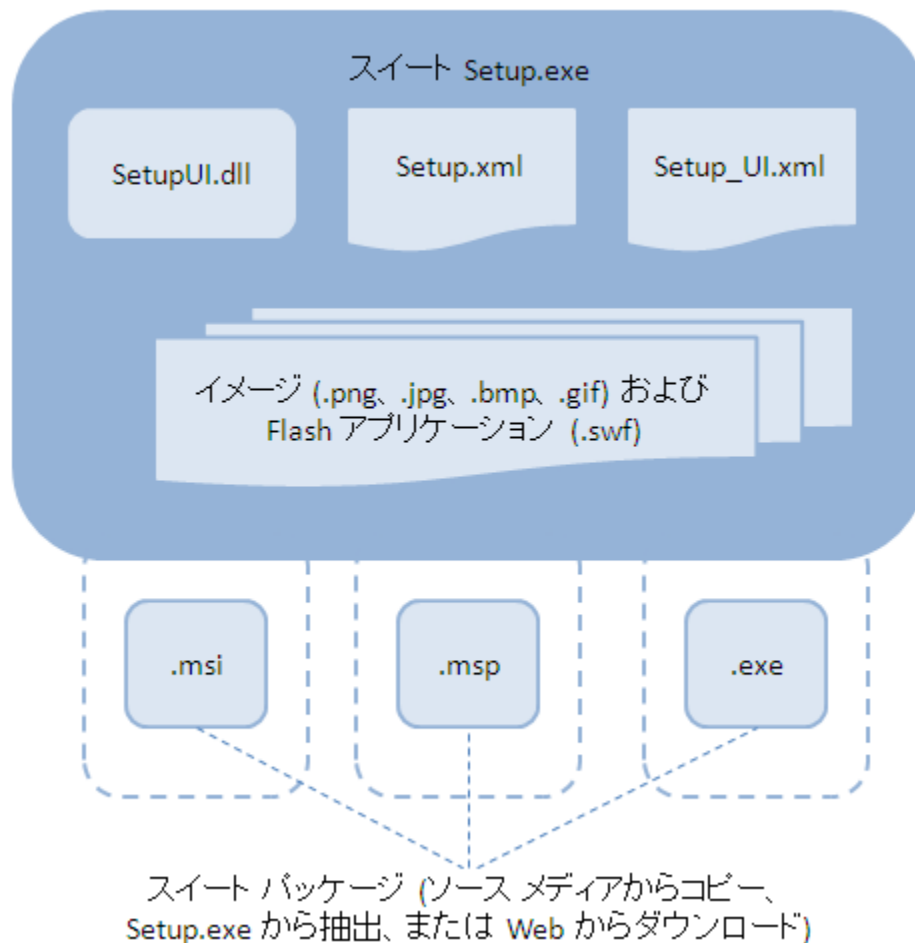 スイート Setup.exe
SetupUI.dll
Setup.xml
Setup_UI.xml
イメージ (.png、.jpg、.bmp、.gif) および
Flash アプリケーション (.swf)
.msi
.msp
.exe
スイート パッケージ (ソース メディアからコピー、
Setup.exe から抽出、または Web からダウンロード)